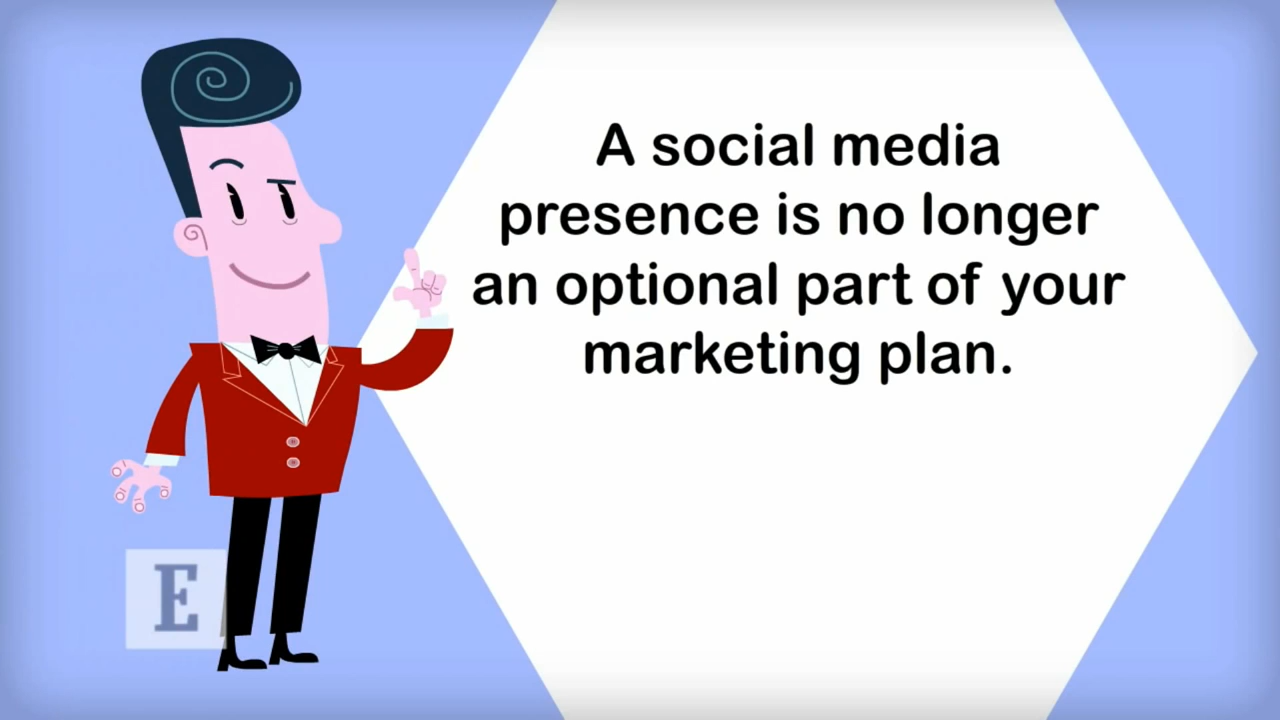 A social media
presence is no longer
an optional part of your
marketing plan.
E